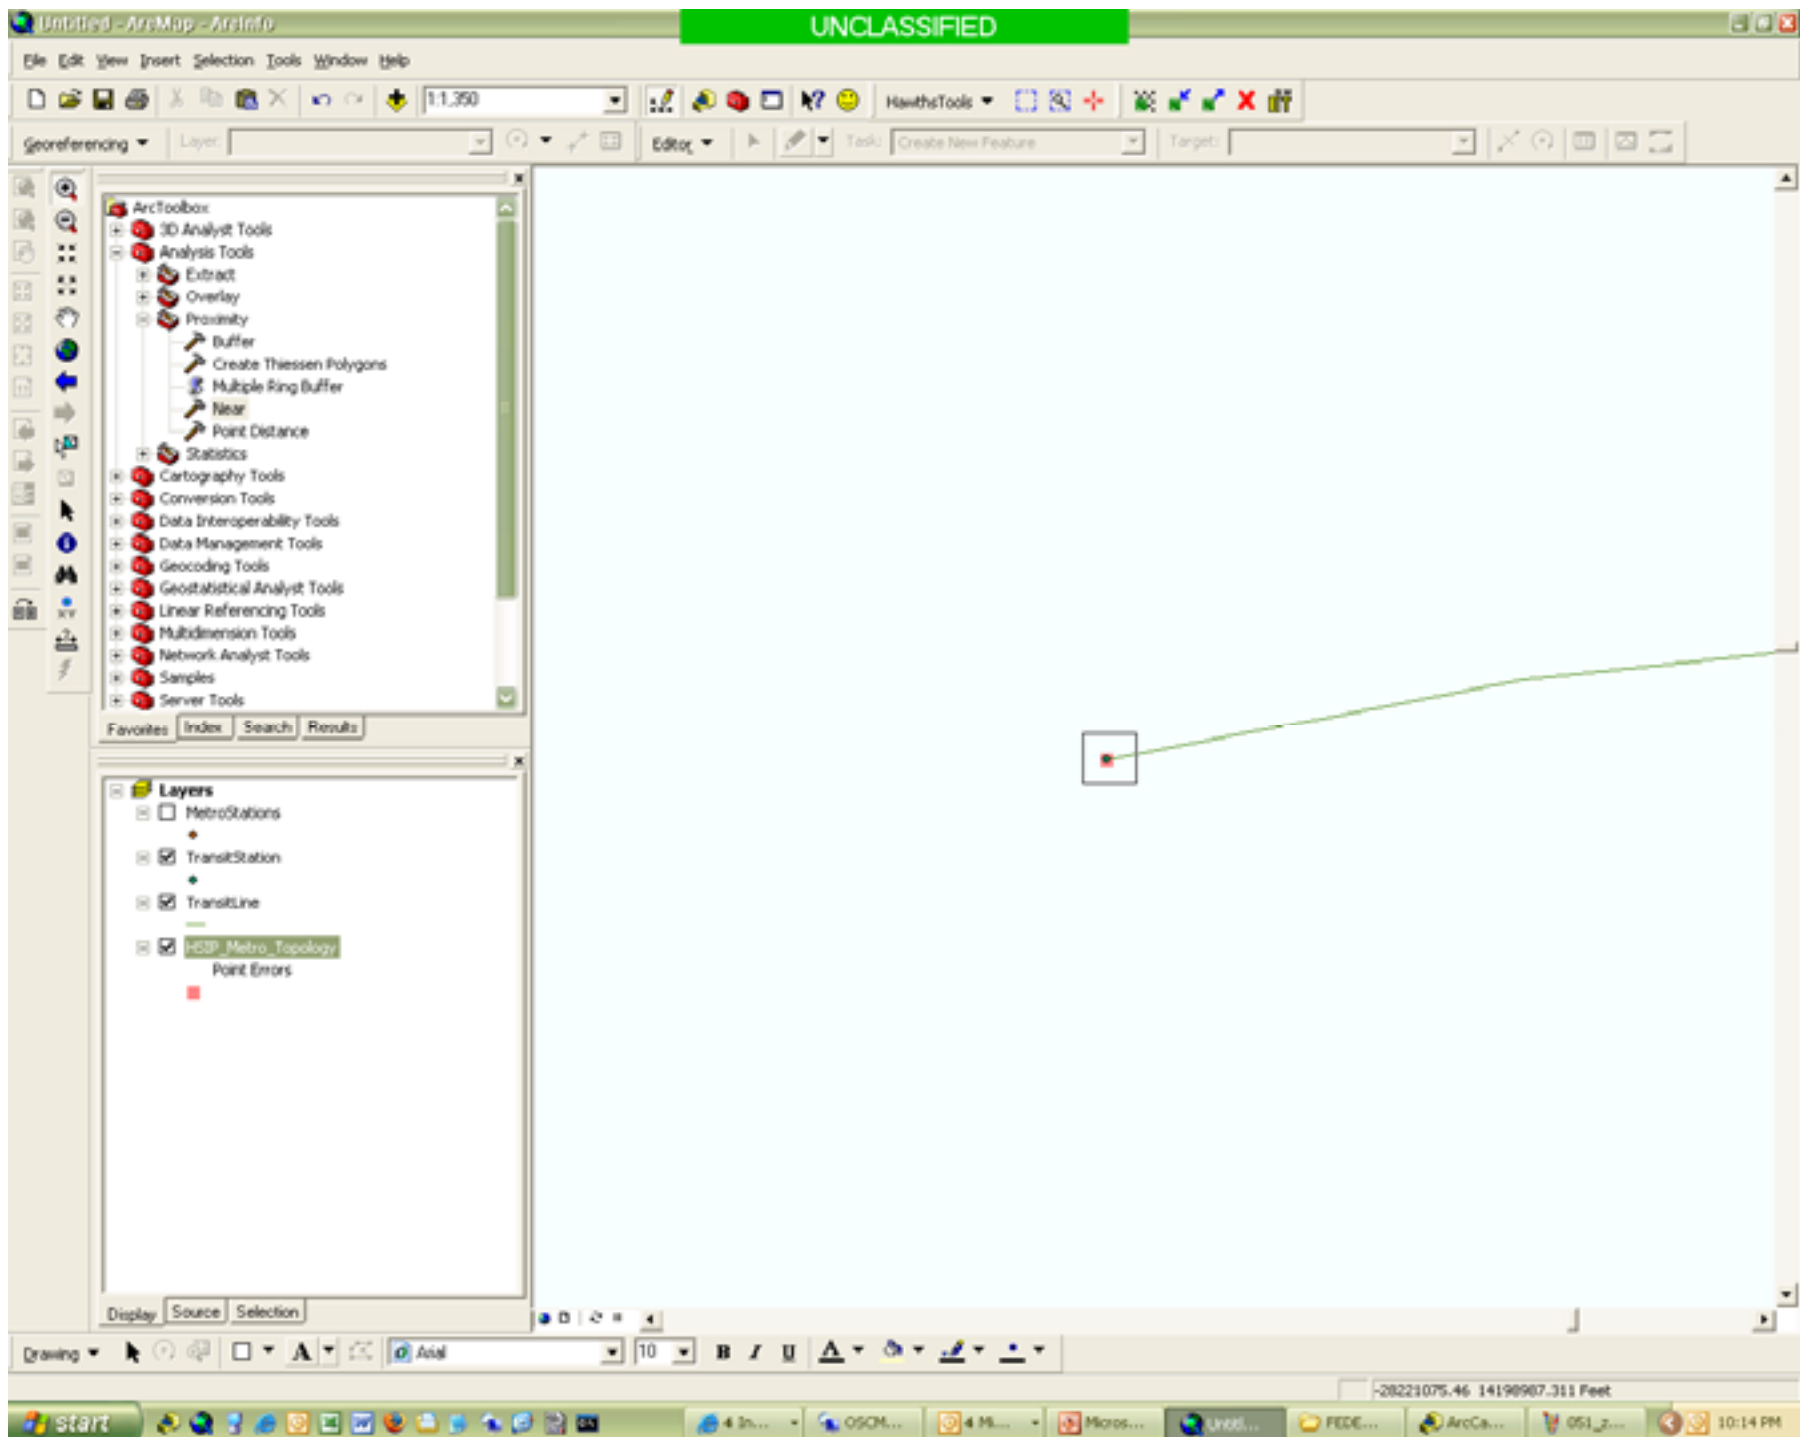 Untitled - ArcMap - ArcInfo
UNCLASSIFIED
File Edit View Insert Selection Tools Window Help
1:1,350
HawthsTools
Georeferencing Layer:
Editor Task: Create New Feature Target:
ArcToolbox
3D Analyst Tools
Analysis Tools
Extract
Overlay
Proximity
Buffer
Create Thiessen Polygons
Multiple Ring Buffer
Near
Point Distance
Statistics
Cartography Tools
Conversion Tools
Data Interoperability Tools
Data Management Tools
Geocoding Tools
Geostatistical Analyst Tools
Linear Referencing Tools
Multidimension Tools
Network Analyst Tools
Samples
Server Tools
Favorites Index Search Results
Layers
MetroStations
TransitStation
TransitLine
HSIP_Metro_Topology
Point Errors
Display Source Selection
Drawing A Arial 10 B I U A
-28221075.46 14198987.311 Feet
start 4 In... OSCM... 4 Mi... Micros... Untitl... FEDE... ArcCa... 051_z... 10:14 PM